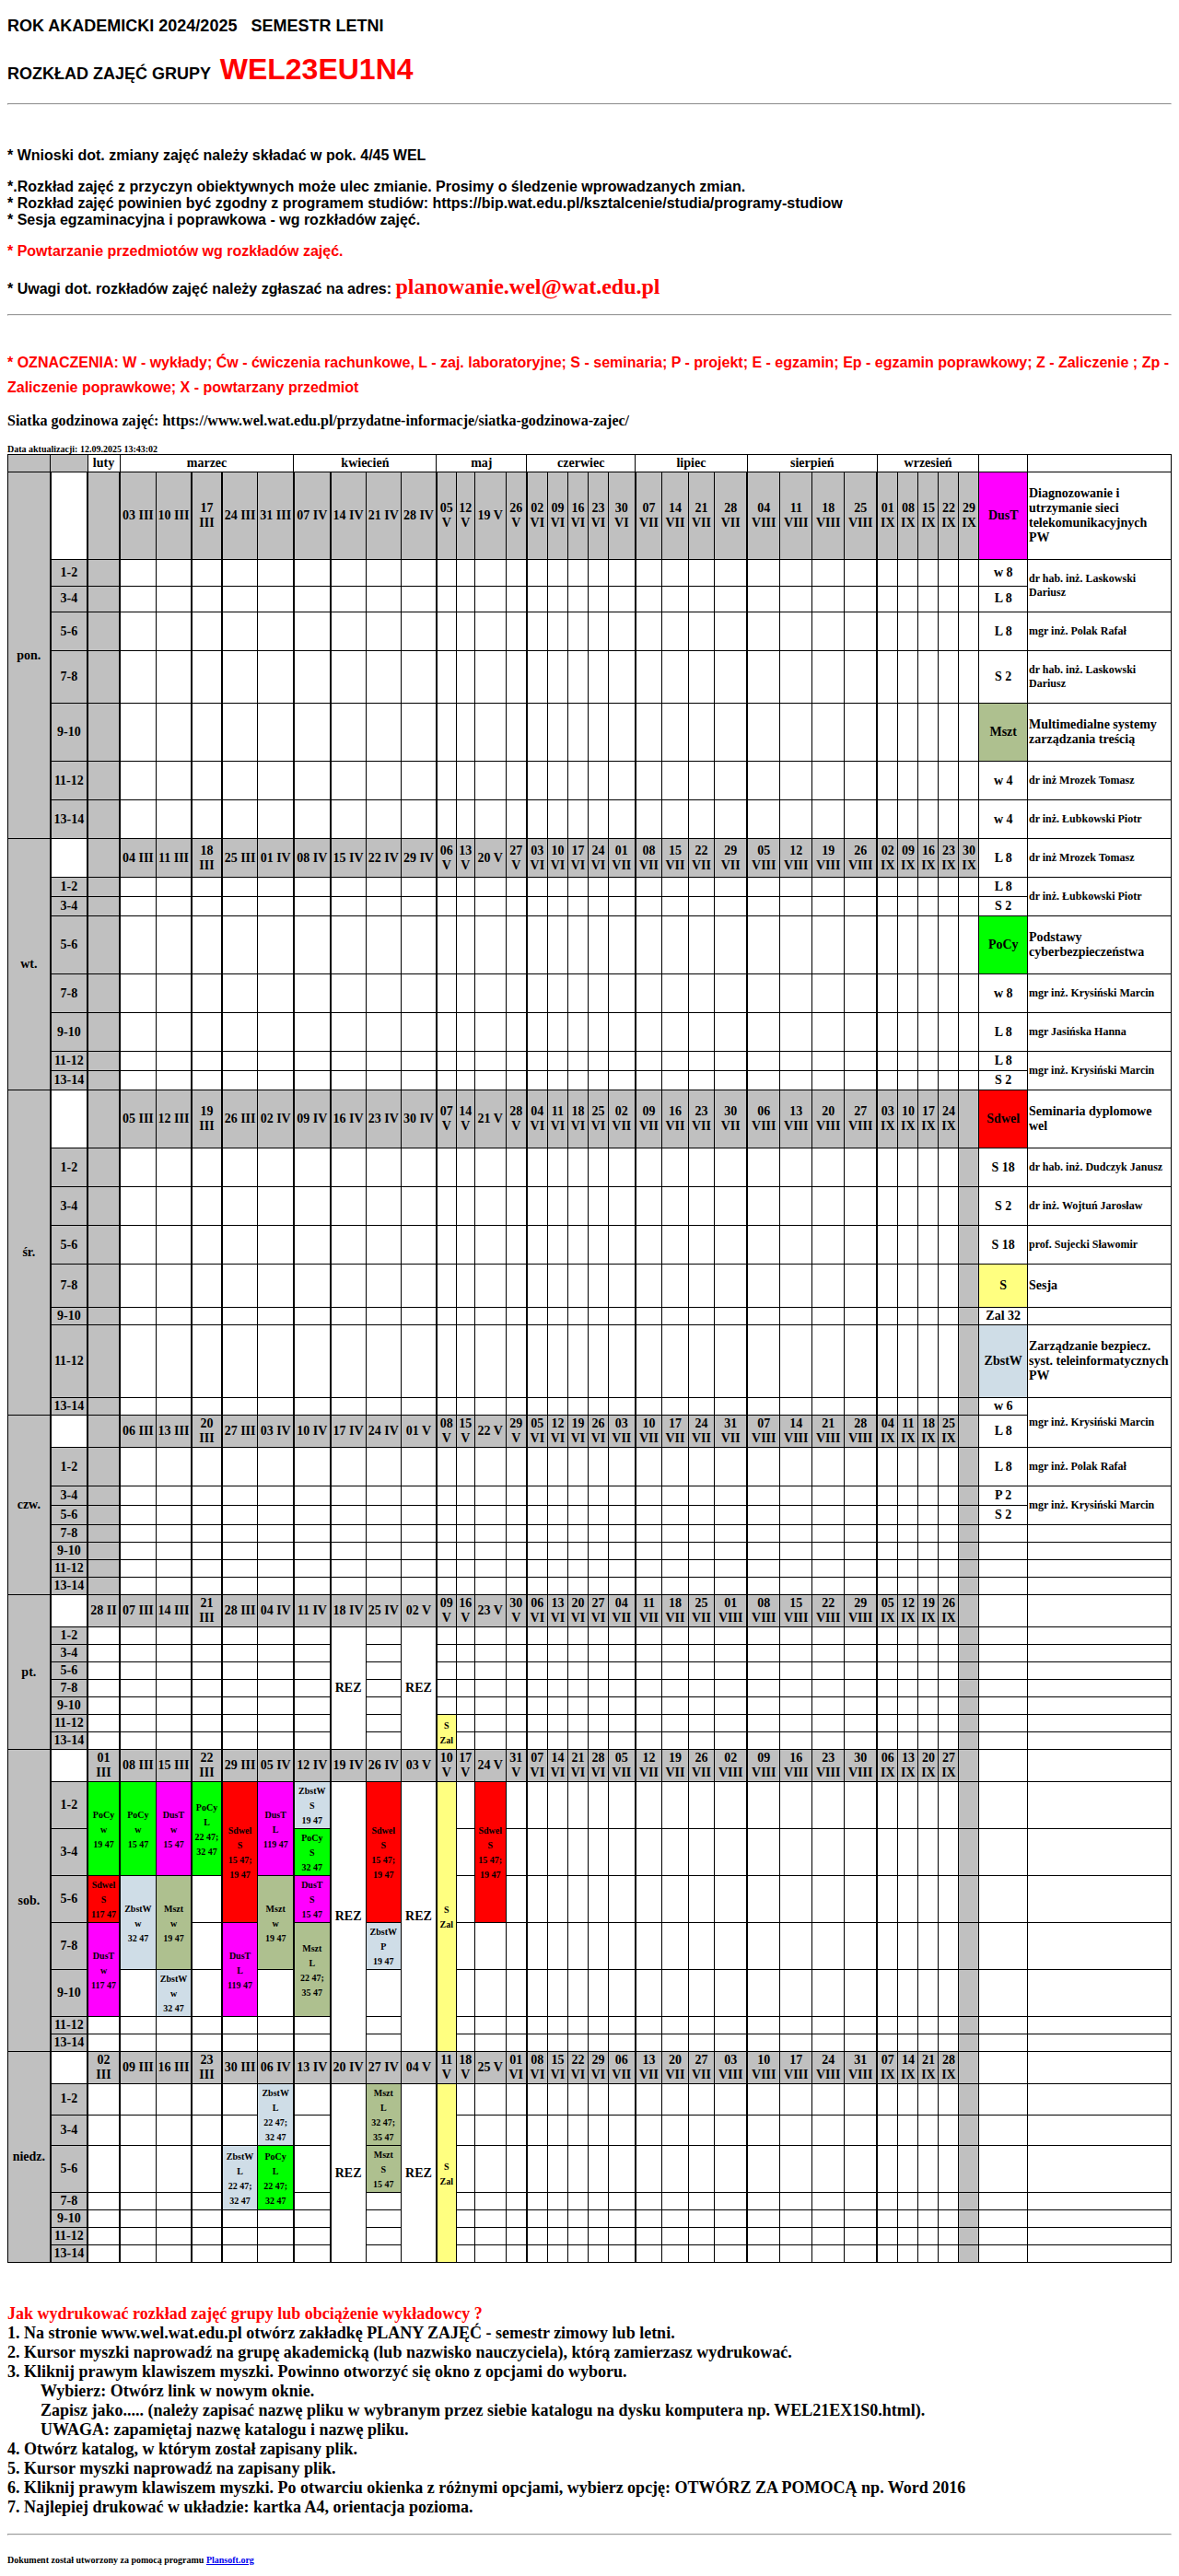 ROK AKADEMICKI 2024/2025 SEMESTR LETNI
ROZKŁAD ZAJĘĆ GRUPY WEL23EU1N4
* Wnioski dot. zmiany zajęć należy składać w pok. 4/45 WEL
*.Rozkład zajęć z przyczyn obiektywnych może ulec zmianie. Prosimy o śledzenie wprowadzanych zmian.
* Rozkład zajęć powinien być zgodny z programem studiów: https://bip.wat.edu.pl/ksztalcenie/studia/programy-studiow
* Sesja egzaminacyjna i poprawkowa - wg rozkładów zajęć.
* Powtarzanie przedmiotów wg rozkładów zajęć.
* Uwagi dot. rozkładów zajęć należy zgłaszać na adres: planowanie.wel@wat.edu.pl
* OZNACZENIA: W - wykłady; Ćw - ćwiczenia rachunkowe, L - zaj. laboratoryjne; S - seminaria; P - projekt; E - egzamin; Ep - egzamin poprawkowy; Z - Zaliczenie ; Zp -
Zaliczenie poprawkowe; X - powtarzany przedmiot
Siatka godzinowa zajęć: https://www.wel.wat.edu.pl/przydatne-informacje/siatka-godzinowa-zajec/
Data aktualizacji: 12.09.2025 13:43:02
luty marzec kwiecień maj czerwiec lipiec sierpień wrzesień
pon. 03 III 10 III 17 III 24 III 31 III 07 IV 14 IV 21 IV 28 IV 05 V 12 V 19 V 26 V 02 VI 09 VI 16 VI 23 VI 30 VI 07 VII 14 VII 21 VII 28 VII 04 VIII 11 VIII 18 VIII 25 VIII 01 IX 08 IX 15 IX 22 IX 29 IX DusT Diagnozowanie i utrzymanie sieci telekomunikacyjnych PW
1-2 w 8 dr hab. inż. Laskowski Dariusz
3-4 L 8
5-6 L 8 mgr inż. Polak Rafał
7-8 S 2 dr hab. inż. Laskowski Dariusz
9-10 Mszt Multimedialne systemy zarządzania treścią
11-12 w 4 dr inż Mrozek Tomasz
13-14 w 4 dr inż. Łubkowski Piotr
wt. 04 III 11 III 18 III 25 III 01 IV 08 IV 15 IV 22 IV 29 IV 06 V 13 V 20 V 27 V 03 VI 10 VI 17 VI 24 VI 01 VII 08 VII 15 VII 22 VII 29 VII 05 VIII 12 VIII 19 VIII 26 VIII 02 IX 09 IX 16 IX 23 IX 30 IX L 8 dr inż Mrozek Tomasz
1-2 L 8 dr inż. Łubkowski Piotr
3-4 S 2
5-6 PoCy Podstawy cyberbezpieczeństwa
7-8 w 8 mgr inż. Krysiński Marcin
9-10 L 8 mgr Jasińska Hanna
11-12 L 8 mgr inż. Krysiński Marcin
13-14 S 2
śr. 05 III 12 III 19 III 26 III 02 IV 09 IV 16 IV 23 IV 30 IV 07 V 14 V 21 V 28 V 04 VI 11 VI 18 VI 25 VI 02 VII 09 VII 16 VII 23 VII 30 VII 06 VIII 13 VIII 20 VIII 27 VIII 03 IX 10 IX 17 IX 24 IX Sdwel Seminaria dyplomowe wel
1-2 S 18 dr hab. inż. Dudczyk Janusz
3-4 S 2 dr inż. Wojtuń Jarosław
5-6 S 18 prof. Sujecki Sławomir
7-8 S Sesja
9-10 Zal 32
11-12 ZbstW Zarządzanie bezpiecz. syst. teleinformatycznych PW
13-14 w 6 mgr inż. Krysiński Marcin
czw. 06 III 13 III 20 III 27 III 03 IV 10 IV 17 IV 24 IV 01 V 08 V 15 V 22 V 29 V 05 VI 12 VI 19 VI 26 VI 03 VII 10 VII 17 VII 24 VII 31 VII 07 VIII 14 VIII 21 VIII 28 VIII 04 IX 11 IX 18 IX 25 IX L 8
1-2 L 8 mgr inż. Polak Rafał
3-4 P 2 mgr inż. Krysiński Marcin
5-6 S 2
7-8
9-10
11-12
13-14
pt. 28 II 07 III 14 III 21 III 28 III 04 IV 11 IV 18 IV 25 IV 02 V 09 V 16 V 23 V 30 V 06 VI 13 VI 20 VI 27 VI 04 VII 11 VII 18 VII 25 VII 01 VIII 08 VIII 15 VIII 22 VIII 29 VIII 05 IX 12 IX 19 IX 26 IX
1-2 REZ REZ
3-4
5-6
7-8
9-10
11-12 S Zal
13-14
sob. 01 III 08 III 15 III 22 III 29 III 05 IV 12 IV 19 IV 26 IV 03 V 10 V 17 V 24 V 31 V 07 VI 14 VI 21 VI 28 VI 05 VII 12 VII 19 VII 26 VII 02 VIII 09 VIII 16 VIII 23 VIII 30 VIII 06 IX 13 IX 20 IX 27 IX
1-2 PoCy w 19 47 PoCy w 15 47 DusT w 15 47 PoCy L 22 47; 32 47 Sdwel S 15 47; 19 47 DusT L 119 47 ZbstW S 19 47 REZ Sdwel S 15 47; 19 47 REZ S Zal Sdwel S 15 47; 19 47
3-4 PoCy S 32 47
5-6 Sdwel S 117 47 ZbstW w 32 47 Mszt w 19 47 Mszt w 19 47 DusT S 15 47
7-8 DusT w 117 47 DusT L 119 47 Mszt L 22 47; 35 47 ZbstW P 19 47
9-10 ZbstW w 32 47
11-12
13-14
niedz. 02 III 09 III 16 III 23 III 30 III 06 IV 13 IV 20 IV 27 IV 04 V 11 V 18 V 25 V 01 VI 08 VI 15 VI 22 VI 29 VI 06 VII 13 VII 20 VII 27 VII 03 VIII 10 VIII 17 VIII 24 VIII 31 VIII 07 IX 14 IX 21 IX 28 IX
1-2 ZbstW L 22 47; 32 47 REZ Mszt L 32 47; 35 47 REZ S Zal
3-4
5-6 ZbstW L 22 47; 32 47 PoCy L 22 47; 32 47 Mszt S 15 47
7-8
9-10
11-12
13-14
Jak wydrukować rozkład zajęć grupy lub obciążenie wykładowcy ?
1. Na stronie www.wel.wat.edu.pl otwórz zakładkę PLANY ZAJĘĆ - semestr zimowy lub letni.
2. Kursor myszki naprowadź na grupę akademicką (lub nazwisko nauczyciela), którą zamierzasz wydrukować.
3. Kliknij prawym klawiszem myszki. Powinno otworzyć się okno z opcjami do wyboru.
Wybierz: Otwórz link w nowym oknie.
Zapisz jako..... (należy zapisać nazwę pliku w wybranym przez siebie katalogu na dysku komputera np. WEL21EX1S0.html).
UWAGA: zapamiętaj nazwę katalogu i nazwę pliku.
4. Otwórz katalog, w którym został zapisany plik.
5. Kursor myszki naprowadź na zapisany plik.
6. Kliknij prawym klawiszem myszki. Po otwarciu okienka z różnymi opcjami, wybierz opcję: OTWÓRZ ZA POMOCĄ np. Word 2016
7. Najlepiej drukować w układzie: kartka A4, orientacja pozioma.
Dokument został utworzony za pomocą programu Plansoft.org